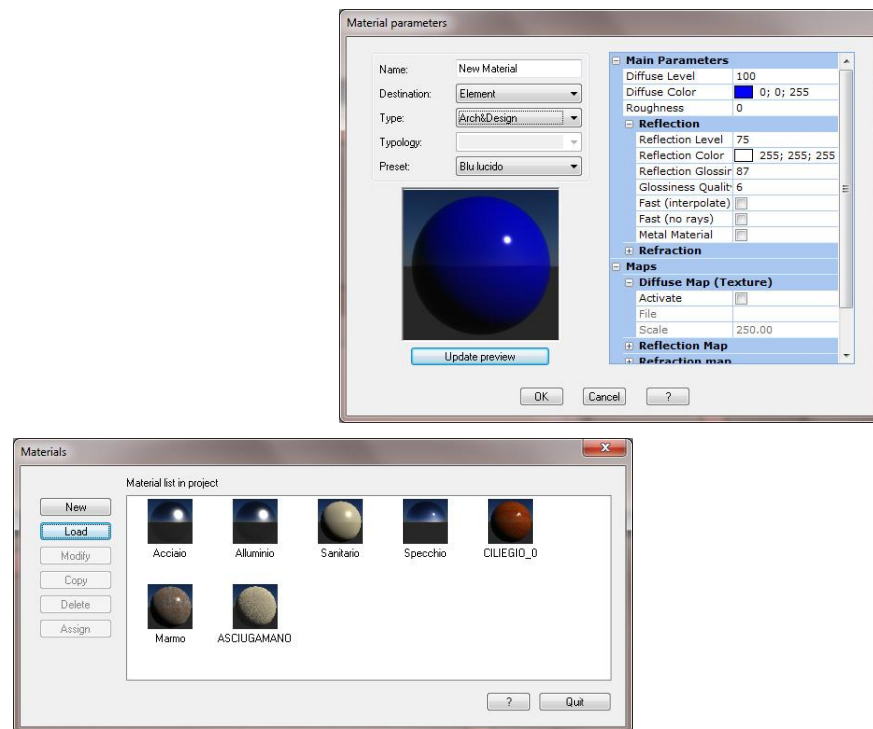 Material parameters
Name: New Material
Destination: Element
Type: Arch&Design
Typology:
Preset: Blu lucido
Update preview
Main Parameters
Diffuse Level 100
Diffuse Color 0; 0; 255
Roughness 0
Reflection
Reflection Level 75
Reflection Color 255; 255; 255
Reflection Glossir 87
Glossiness Qualit 6
Fast (interpolate)
Fast (no rays)
Metal Material
Refraction
Maps
Diffuse Map (Texture)
Activate
File
Scale 250.00
Reflection Map
Refraction map
OK Cancel ?
Materials
Material list in project
New
Load
Modify
Copy
Delete
Assign
Acciaio Alluminio Sanitario Specchio CILIEGIO_0
Marmo ASCIUGAMANO
? Quit